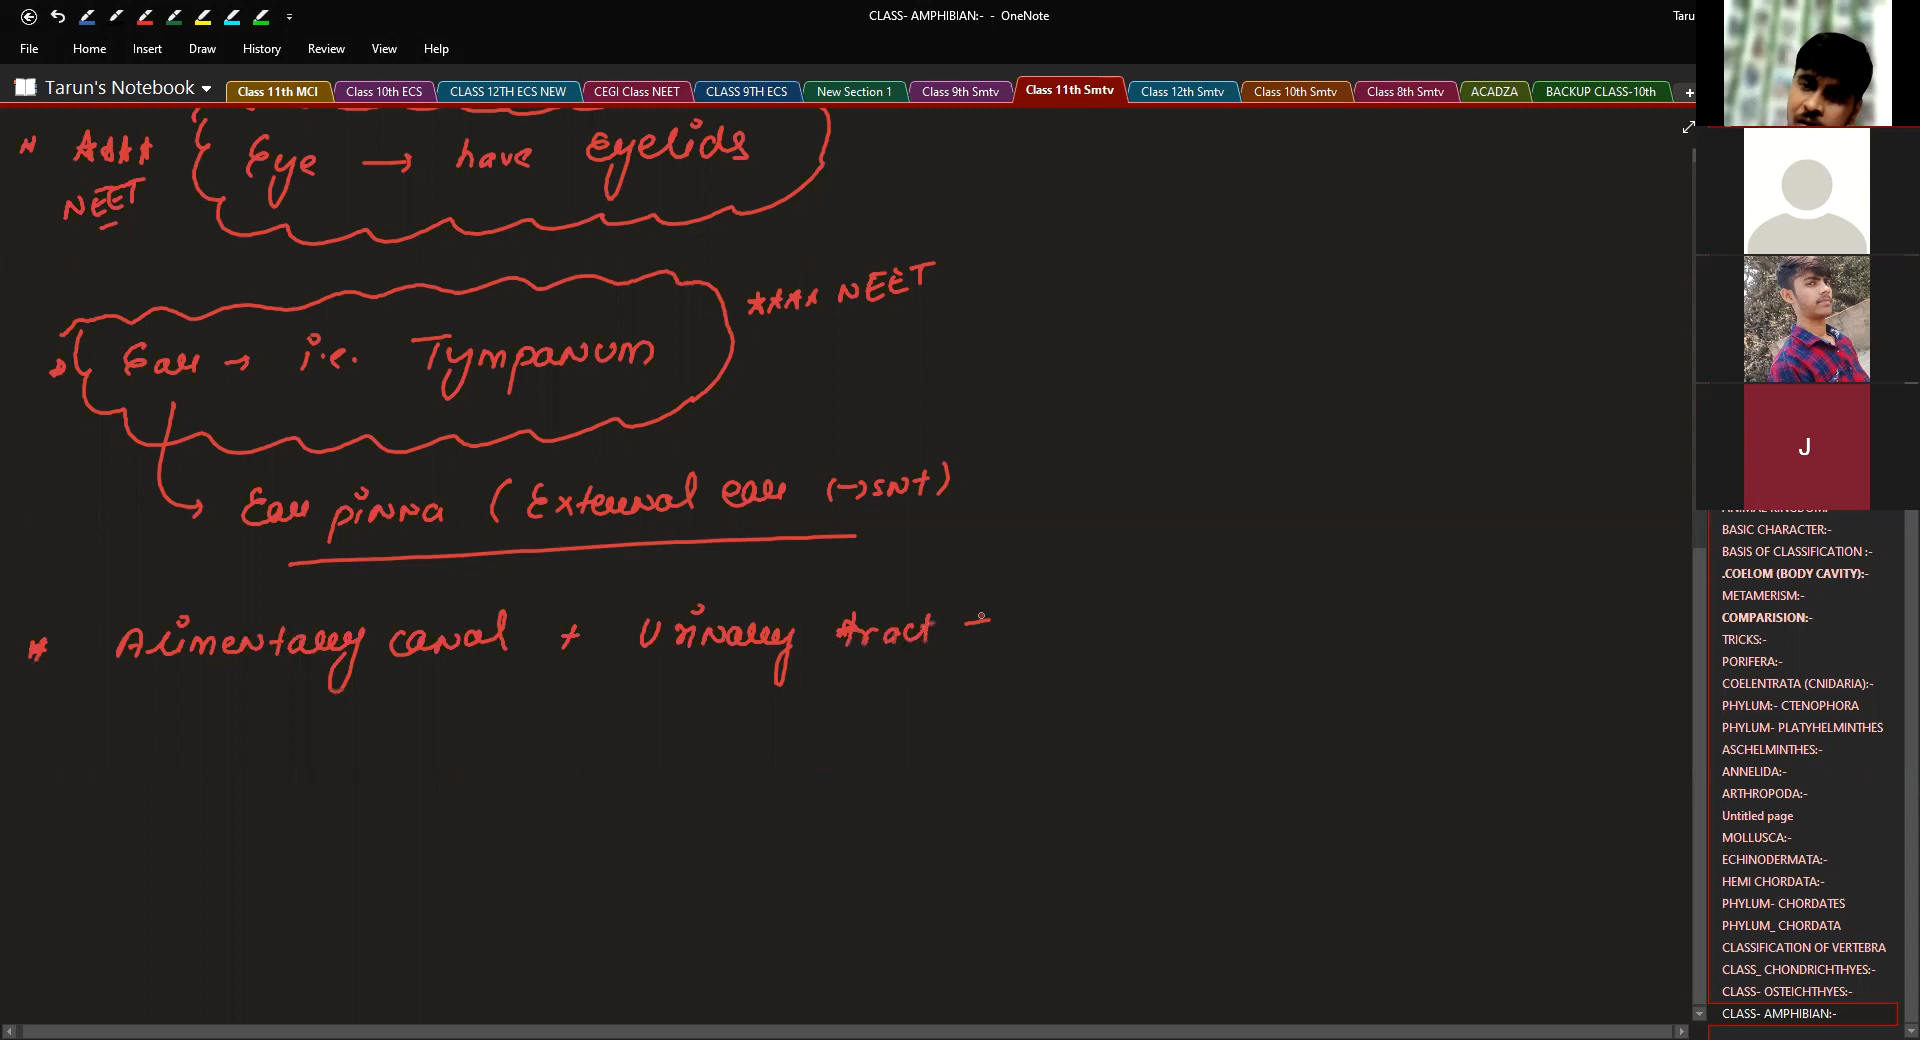 CLASS- AMPHIBIAN:- - OneNote
Taru
File Home Insert Draw History Review View Help
Tarun's Notebook
Class 11th MCI Class 10th ECS CLASS 12TH ECS NEW CEGI Class NEET CLASS 9TH ECS New Section 1 Class 9th Smtv Class 11th Smtv Class 12th Smtv Class 10th Smtv Class 8th Smtv ACADZA BACKUP CLASS-10th +
Eye → have Eyelids
NEET
**** NEET
Ear → i.e. Tympanum
Ear pinna (External ear
* Alimentary canal + Urinary tract
J
BASIC CHARACTER:-
BASIS OF CLASSIFICATION :-
.COELOM (BODY CAVITY):-
METAMERISM:-
COMPARISION:-
TRICKS:-
PORIFERA:-
COELENTRATA (CNIDARIA):-
PHYLUM:- CTENOPHORA
PHYLUM- PLATYHELMINTHES
ASCHELMINTHES:-
ANNELIDA:-
ARTHROPODA:-
Untitled page
MOLLUSCA:-
ECHINODERMATA:-
HEMI CHORDATA:-
PHYLUM- CHORDATES
PHYLUM_ CHORDATA
CLASSIFICATION OF VERTEBRA
CLASS_ CHONDRICHTHYES:-
CLASS- OSTEICHTHYES:-
CLASS- AMPHIBIAN:-